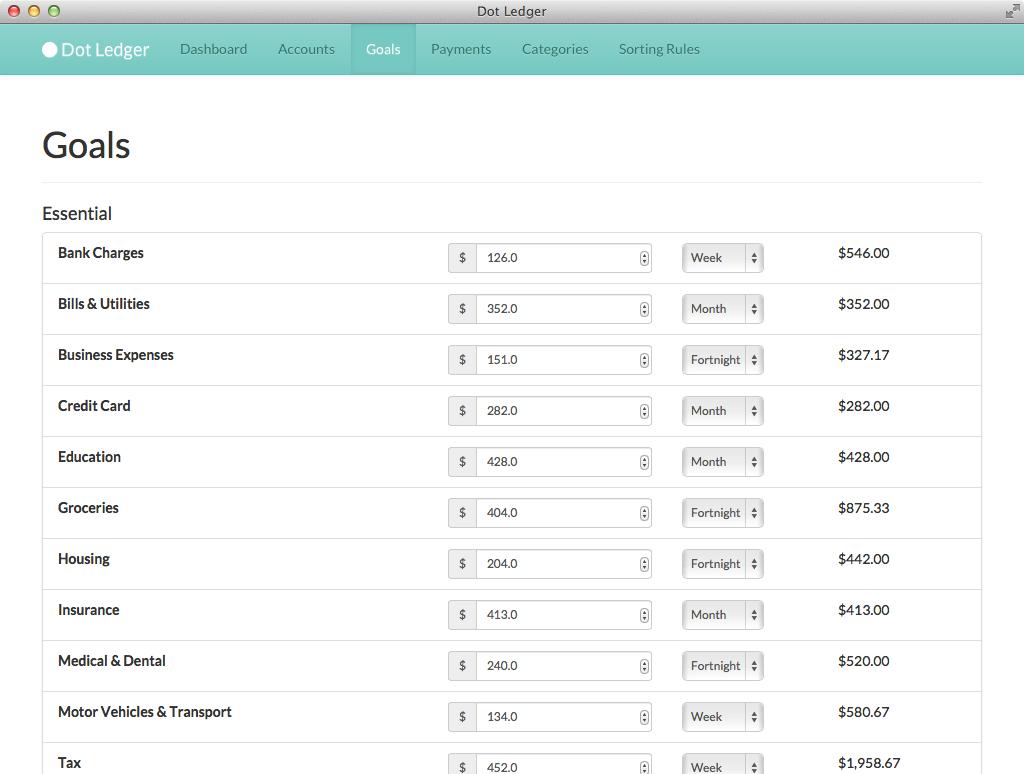 Dot Ledger
Dot Ledger Dashboard Accounts Goals Payments Categories Sorting Rules
Goals
Essential
Bank Charges $ 126.0 Week $546.00
Bills & Utilities $ 352.0 Month $352.00
Business Expenses $ 151.0 Fortnight $327.17
Credit Card $ 282.0 Month $282.00
Education $ 428.0 Month $428.00
Groceries $ 404.0 Fortnight $875.33
Housing $ 204.0 Fortnight $442.00
Insurance $ 413.0 Month $413.00
Medical & Dental $ 240.0 Fortnight $520.00
Motor Vehicles & Transport $ 134.0 Week $580.67
Tax $ 452.0 Week $1,958.67